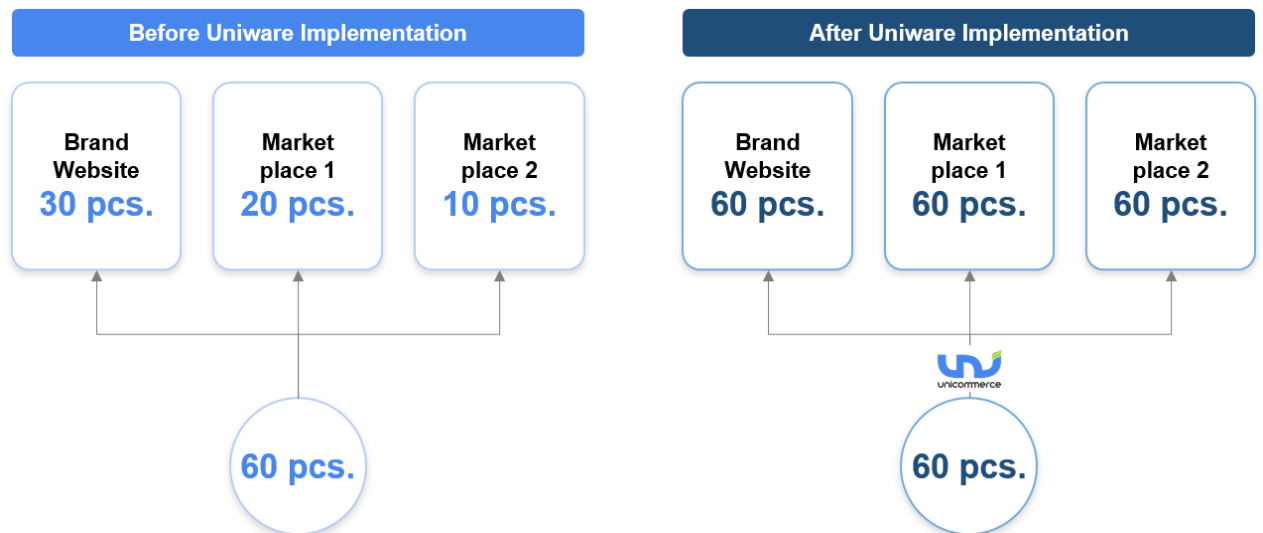 Before Uniware Implementation
Brand
Website
30 pcs.
Market
place 1
20 pcs.
Market
place 2
10 pcs.
60 pcs.
After Uniware Implementation
Brand
Website
60 pcs.
Market
place 1
60 pcs.
Market
place 2
60 pcs.
uni
unicommerce
60 pcs.